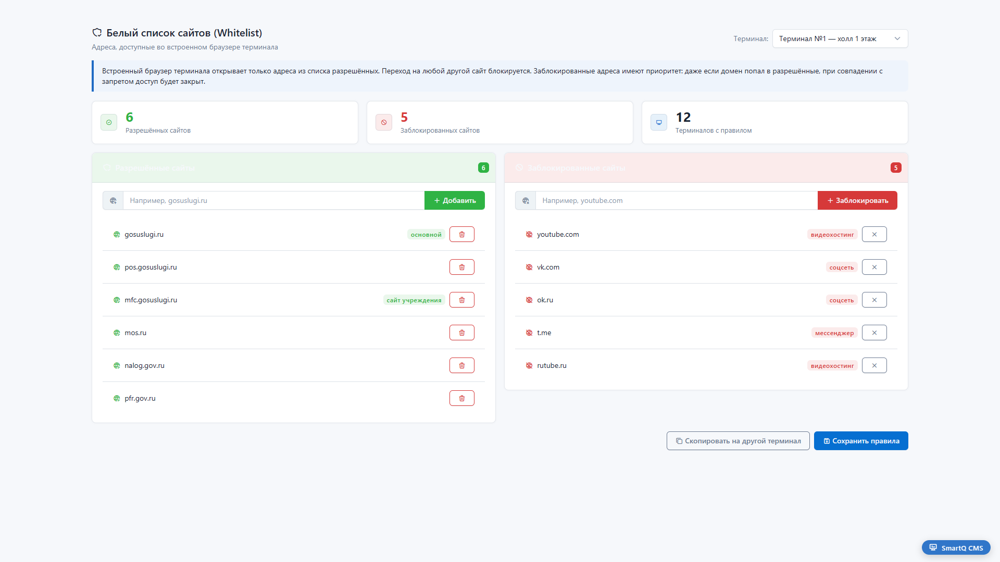 Белый список сайтов (Whitelist)
Адреса, доступные во встроенном браузере терминала
Терминал:
Терминал №1 — холл 1 этаж
Встроенный браузер терминала открывает только адреса из списка разрешённых. Переход на любой другой сайт блокируется. Заблокированные адреса имеют приоритет: даже если домен попал в разрешённые, при совпадении с
запретом доступ будет закрыт.
6
Разрешённых сайтов
5
Заблокированных сайтов
12
Терминалов с правилом
Разрешённые сайты
6
Например, gosuslugi.ru
Добавить
gosuslugi.ru
основной
pos.gosuslugi.ru
mfc.gosuslugi.ru
сайт учреждения
mos.ru
nalog.gov.ru
pfr.gov.ru
Заблокированные сайты
5
Например, youtube.com
Заблокировать
youtube.com
видеохостинг
vk.com
соцсеть
ok.ru
соцсеть
t.me
мессенджер
rutube.ru
видеохостинг
Скопировать на другой терминал
Сохранить правила
SmartQ CMS